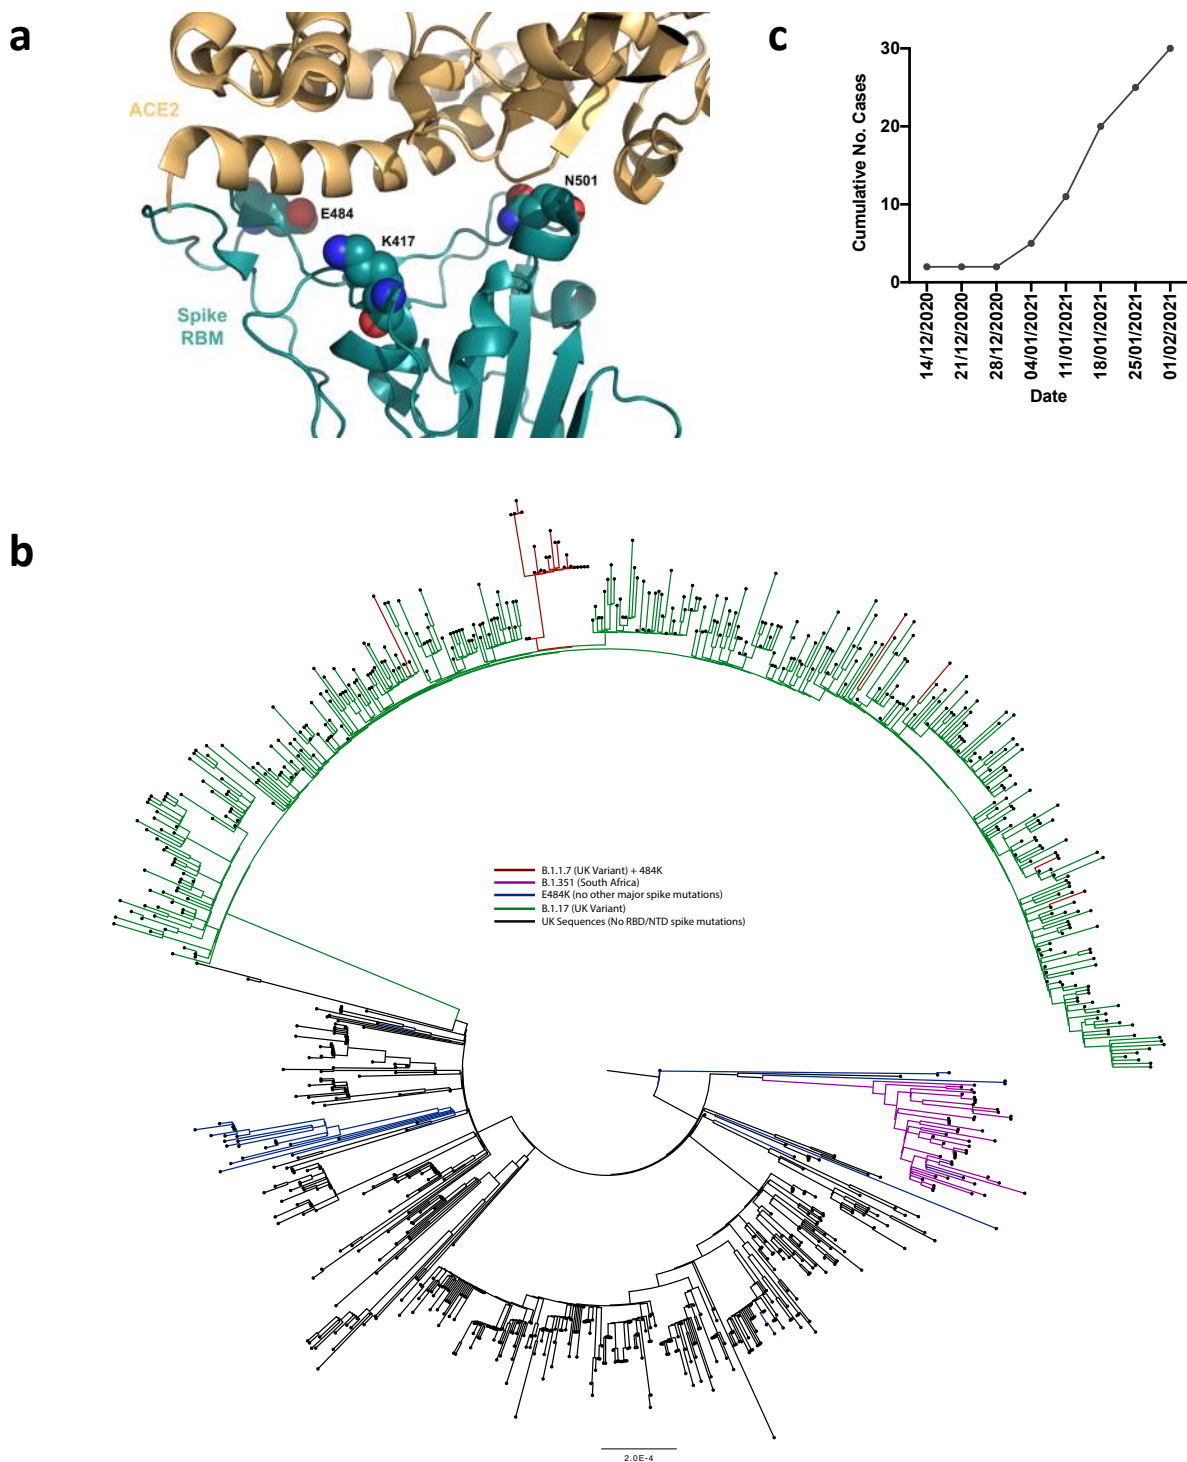 a
ACE2
E484
K417
N501
Spike
RBM
c
Cumulative No. Cases
30
20
10
0
14/12/2020
21/12/2020
28/12/2020
04/01/2021
11/01/2021
18/01/2021
25/01/2021
01/02/2021
Date
b
B.1.1.7 (UK Variant) + 484K
B.1.351 (South Africa)
E484K (no other major spike mutations)
B.1.17 (UK Variant)
UK Sequences (No RBD/NTD spike mutations)
2.0E-4